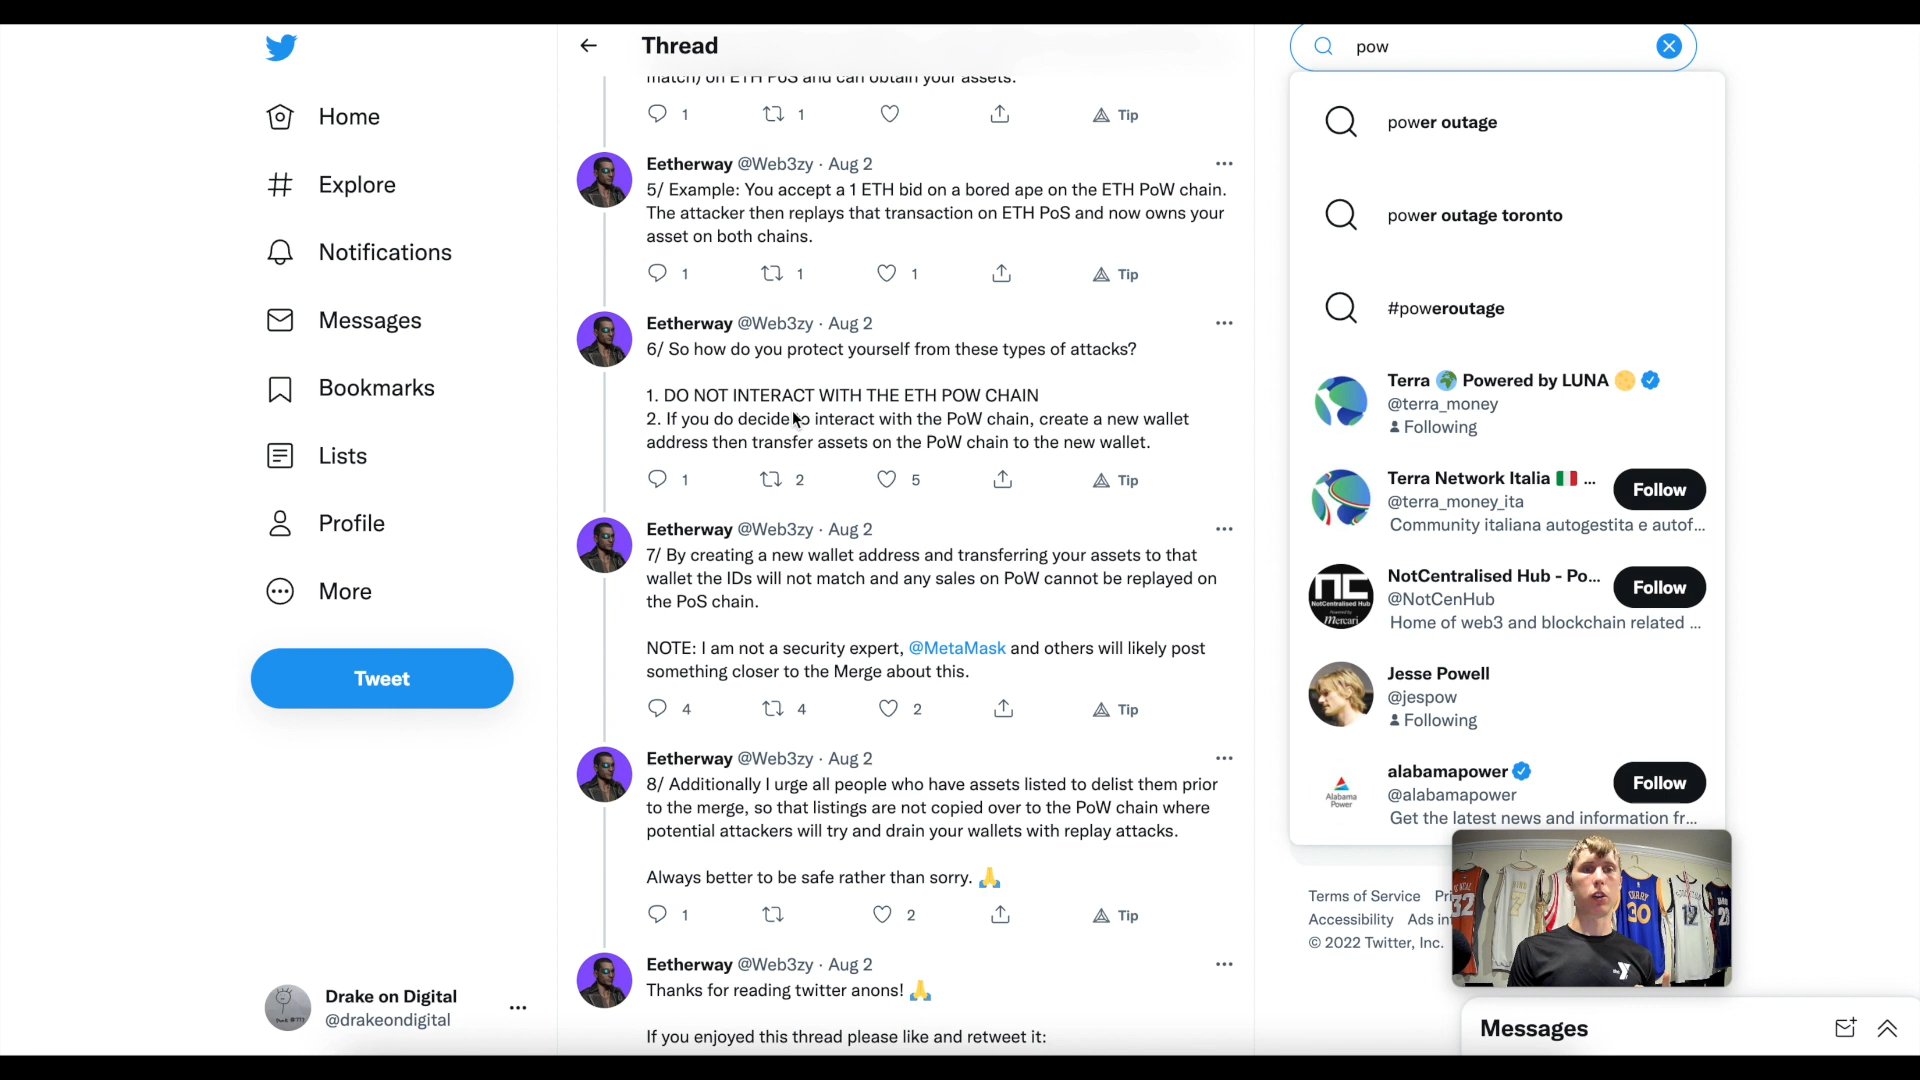 Home
Explore
Notifications
Messages
Bookmarks
Lists
Profile
More
Tweet
Drake on Digital
@drakeondigital
Thread
match) on ETH PoS and can obtain your assets.
1 1 Tip
Eetherway @Web3zy · Aug 2
5/ Example: You accept a 1 ETH bid on a bored ape on the ETH PoW chain.
The attacker then replays that transaction on ETH PoS and now owns your
asset on both chains.
1 1 1 Tip
Eetherway @Web3zy · Aug 2
6/ So how do you protect yourself from these types of attacks?
1. DO NOT INTERACT WITH THE ETH POW CHAIN
2. If you do decide to interact with the PoW chain, create a new wallet
address then transfer assets on the PoW chain to the new wallet.
1 2 5 Tip
Eetherway @Web3zy · Aug 2
7/ By creating a new wallet address and transferring your assets to that
wallet the IDs will not match and any sales on PoW cannot be replayed on
the PoS chain.
NOTE: I am not a security expert, @MetaMask and others will likely post
something closer to the Merge about this.
4 4 2 Tip
Eetherway @Web3zy · Aug 2
8/ Additionally I urge all people who have assets listed to delist them prior
to the merge, so that listings are not copied over to the PoW chain where
potential attackers will try and drain your wallets with replay attacks.
Always better to be safe rather than sorry. 🙏
1 2 Tip
Eetherway @Web3zy · Aug 2
Thanks for reading twitter anons! 🙏
If you enjoyed this thread please like and retweet it:
pow
power outage
power outage toronto
#poweroutage
Terra 🌍 Powered by LUNA 🌕
@terra_money
Following
Terra Network Italia 🇮🇹 ...
@terra_money_ita
Follow
Community italiana autogestita e autof...
NotCentralised Hub - Po...
@NotCenHub
Follow
Home of web3 and blockchain related ...
NC
NotCentralised Hub
Mercari
Jesse Powell
@jespow
Following
alabamapower
@alabamapower
Follow
Get the latest news and information fr...
Alabama
Power
Terms of Service Pri
Accessibility Ads in
© 2022 Twitter, Inc.
32
CURRY
30
12
Messages